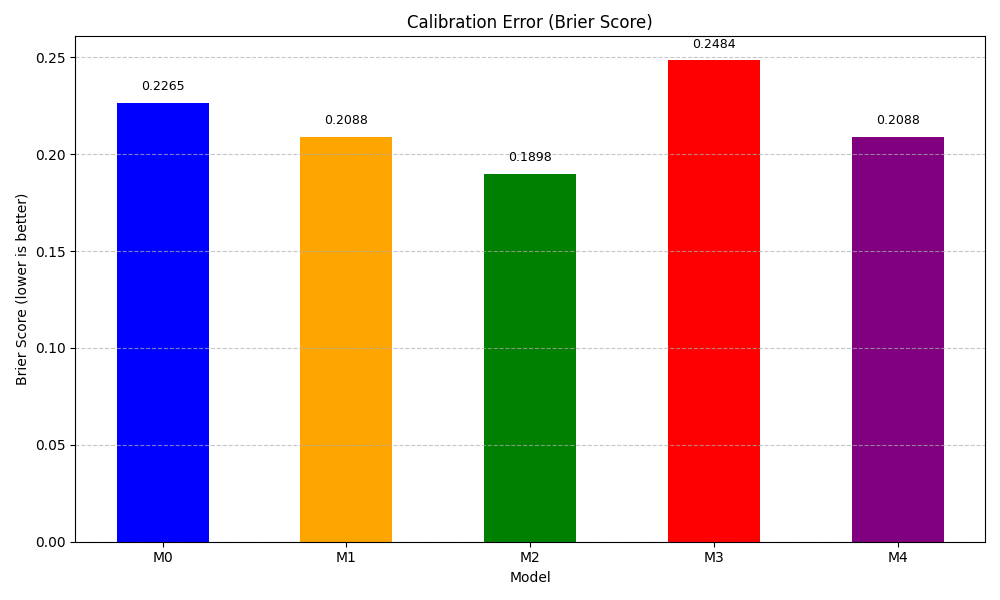 Calibration Error (Brier Score)
Brier Score (lower is better)
0.25
0.20
0.15
0.10
0.05
0.00
0.2265
0.2088
0.1898
0.2484
0.2088
M0
M1
M2
M3
M4
Model